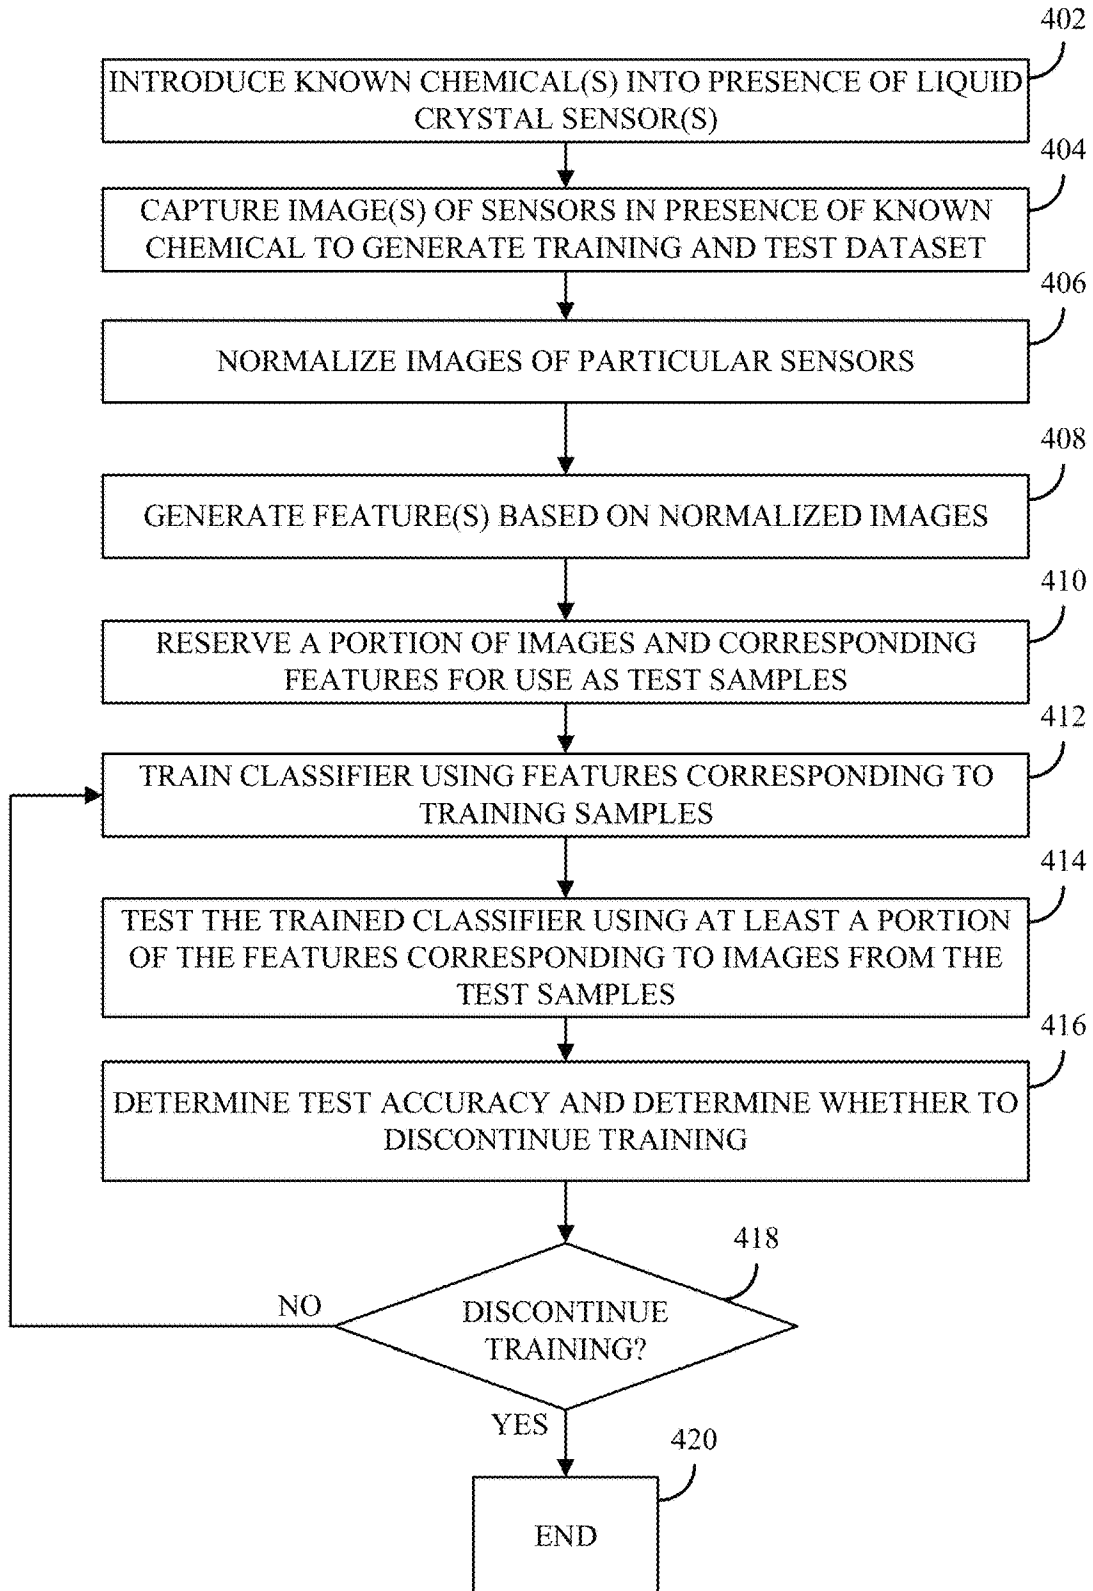 402
INTRODUCE KNOWN CHEMICAL(S) INTO PRESENCE OF LIQUID
CRYSTAL SENSOR(S)
404
CAPTURE IMAGE(S) OF SENSORS IN PRESENCE OF KNOWN
CHEMICAL TO GENERATE TRAINING AND TEST DATASET
406
NORMALIZE IMAGES OF PARTICULAR SENSORS
408
GENERATE FEATURE(S) BASED ON NORMALIZED IMAGES
410
RESERVE A PORTION OF IMAGES AND CORRESPONDING
FEATURES FOR USE AS TEST SAMPLES
412
TRAIN CLASSIFIER USING FEATURES CORRESPONDING TO
TRAINING SAMPLES
414
TEST THE TRAINED CLASSIFIER USING AT LEAST A PORTION
OF THE FEATURES CORRESPONDING TO IMAGES FROM THE
TEST SAMPLES
416
DETERMINE TEST ACCURACY AND DETERMINE WHETHER TO
DISCONTINUE TRAINING
418
NO
DISCONTINUE
TRAINING?
YES
420
END